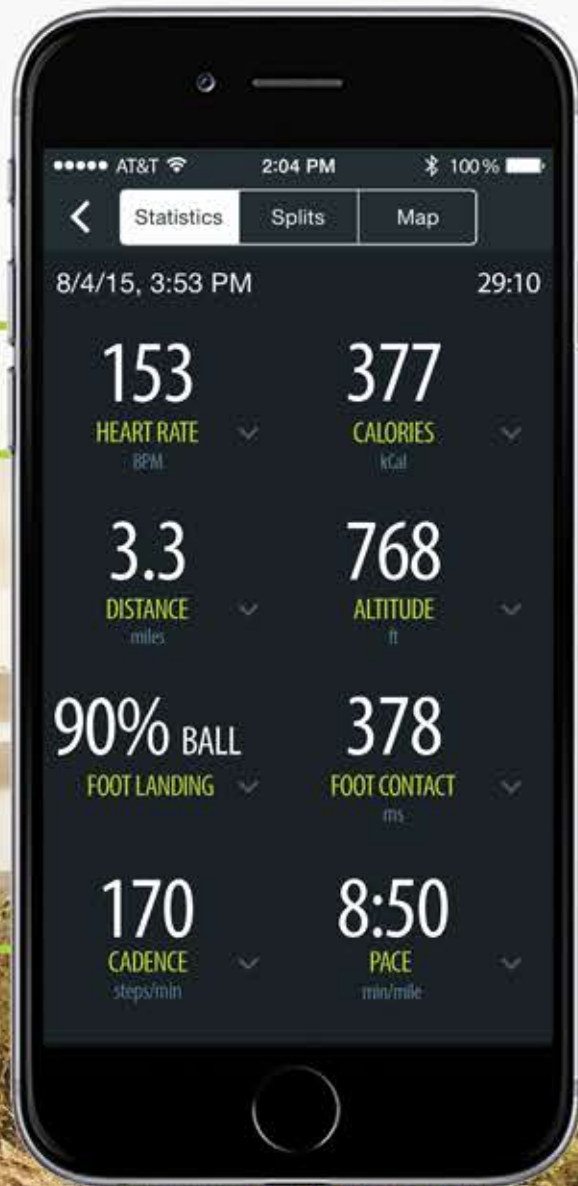 AT&T 2:04 PM 100%
Statistics Splits Map
8/4/15, 3:53 PM 29:10
153 377
HEART RATE CALORIES
BPM kCal
3.3 768
DISTANCE ALTITUDE
miles ft
90% BALL 378
FOOT LANDING FOOT CONTACT
ms
170 8:50
CADENCE PACE
steps/min min/mile